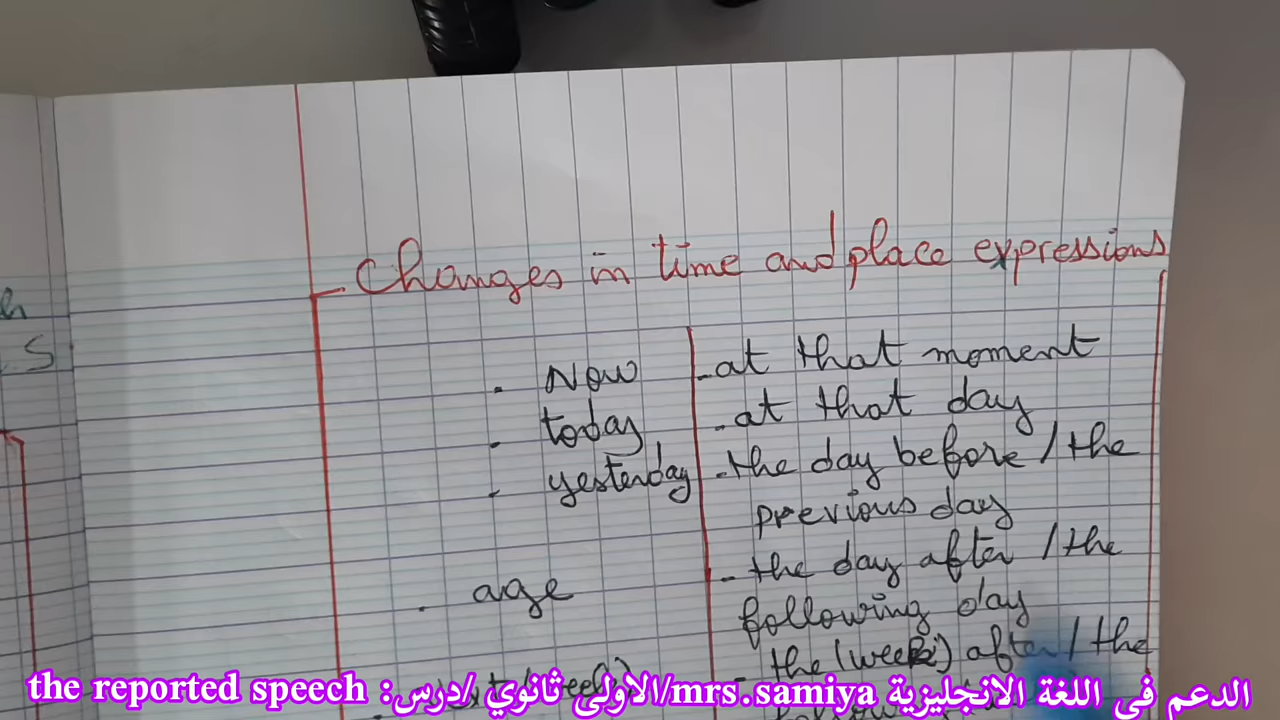 - Changes in time and place expressions
. Now - at that moment
. today - at that day
. yesterday - the day before / the
previous day
- the day after / the
. age
following day
- the (week) after / the
الدعم في اللغة الانجليزية mrs.samiya/الاولى ثانوي /درس: the reported speech